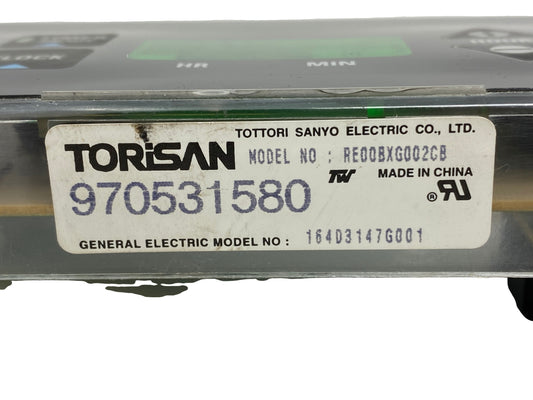 CLOCK
HR MIN
TOTTORI SANYO ELECTRIC CO., LTD.
TORiSAN MODEL NO : RE00BXG002CB
MADE IN CHINA
970531580
GENERAL ELECTRIC MODEL NO : 164D3147G001